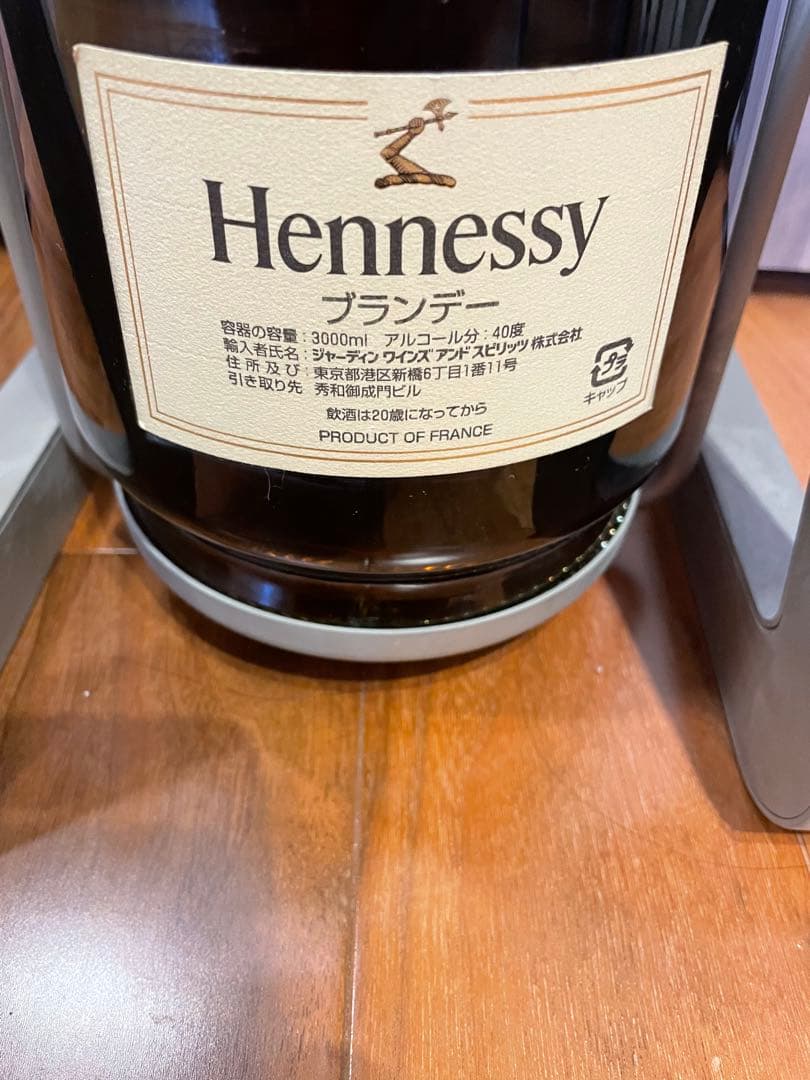 Hennessy
ブランデー
容器の容量：3000ml　アルコール分：40度
輸入者氏名：ジャーディン ワインズ アンド スピリッツ 株式会社
住所及び：東京都港区新橋6丁目1番11号
引き取り先　秀和御成門ビル
プラ
キャップ
飲酒は20歳になってから
PRODUCT OF FRANCE